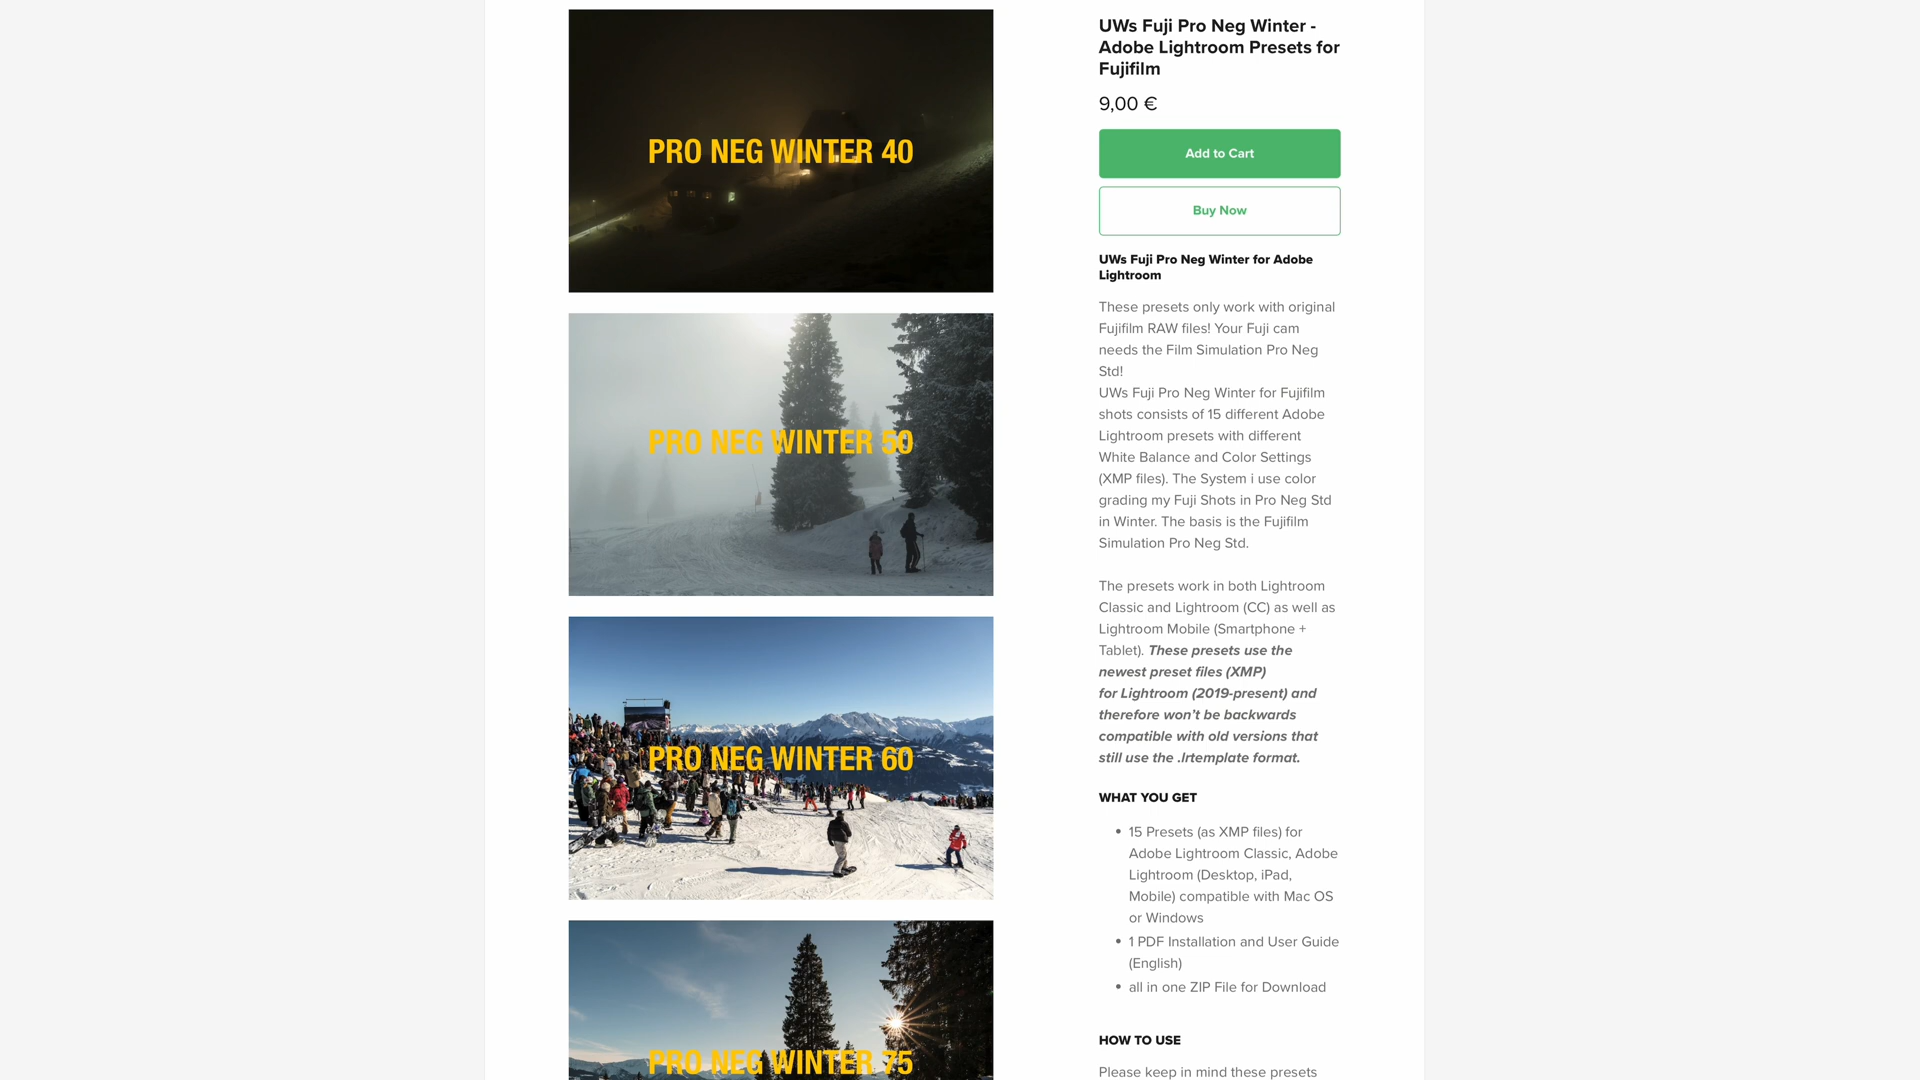 PRO NEG WINTER 40
PRO NEG WINTER 50
PRO NEG WINTER 60
PRO NEG WINTER 75
UWs Fuji Pro Neg Winter -
Adobe Lightroom Presets for
Fujifilm
9,00 €
Add to Cart
Buy Now
UWs Fuji Pro Neg Winter for Adobe
Lightroom
These presets only work with original
Fujifilm RAW files! Your Fuji cam
needs the Film Simulation Pro Neg
Std!
UWs Fuji Pro Neg Winter for Fujifilm
shots consists of 15 different Adobe
Lightroom presets with different
White Balance and Color Settings
(XMP files). The System i use color
grading my Fuji Shots in Pro Neg Std
in Winter. The basis is the Fujifilm
Simulation Pro Neg Std.
The presets work in both Lightroom
Classic and Lightroom (CC) as well as
Lightroom Mobile (Smartphone +
Tablet). These presets use the
newest preset files (XMP)
for Lightroom (2019-present) and
therefore won't be backwards
compatible with old versions that
still use the .lrtemplate format.
WHAT YOU GET
• 15 Presets (as XMP files) for
Adobe Lightroom Classic, Adobe
Lightroom (Desktop, iPad,
Mobile) compatible with Mac OS
or Windows
• 1 PDF Installation and User Guide
(English)
• all in one ZIP File for Download
HOW TO USE
Please keep in mind these presets